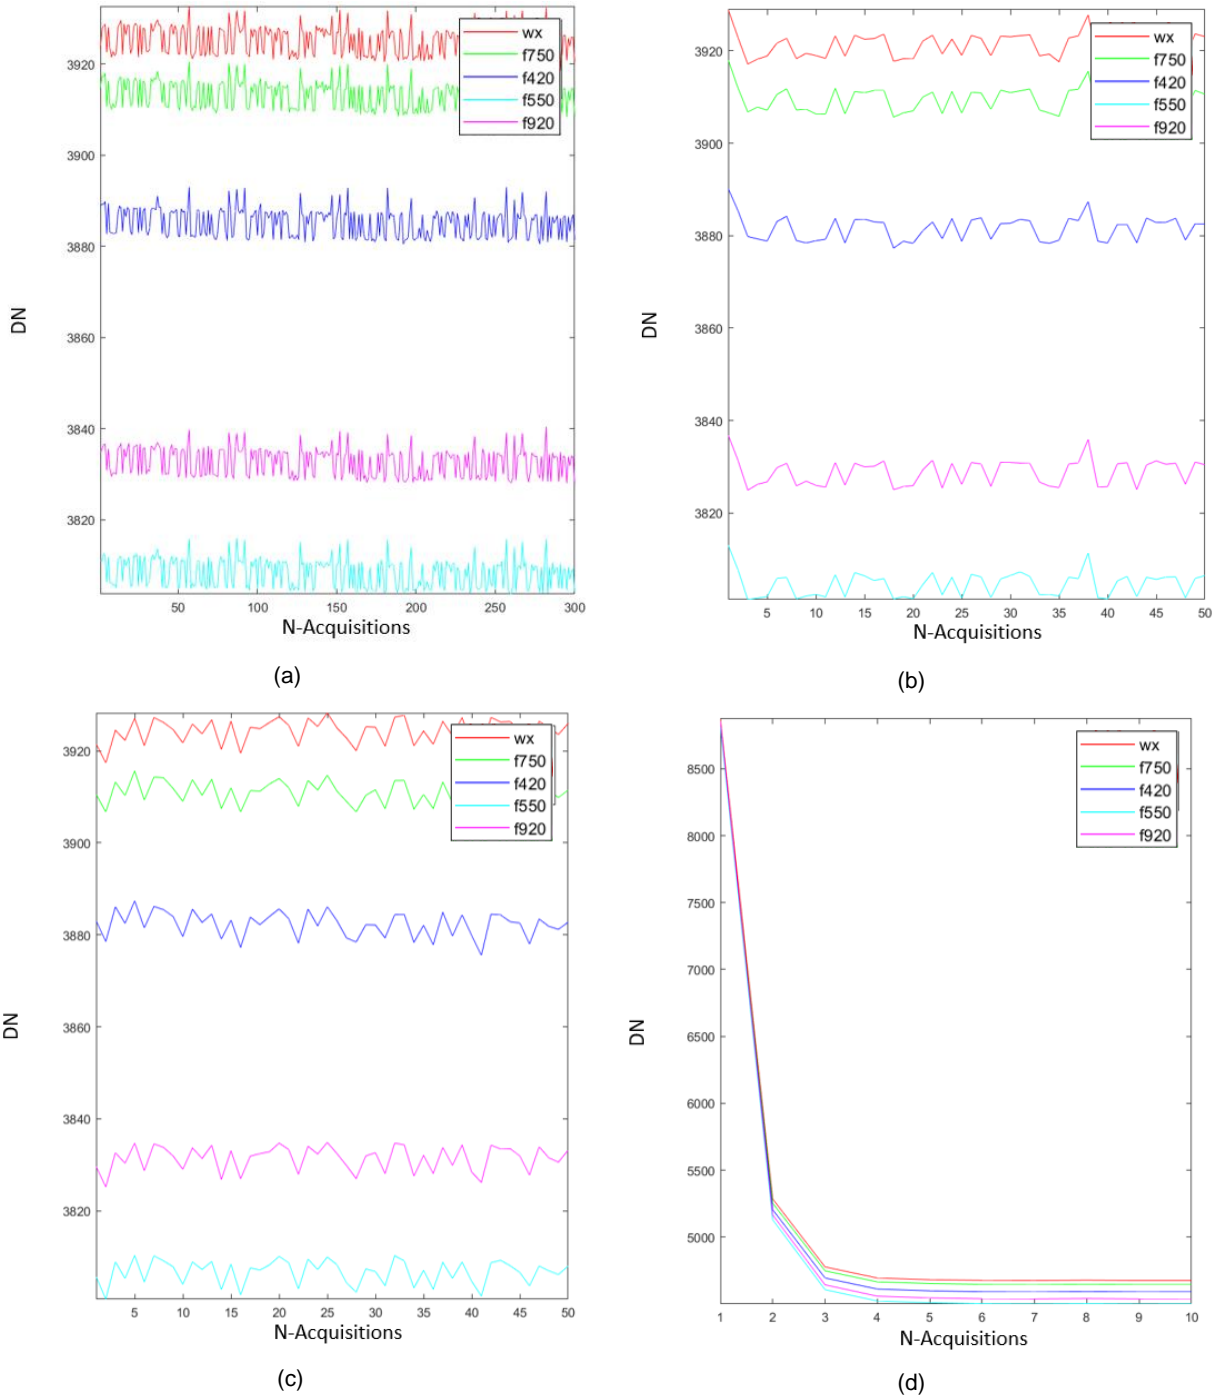 wx
f750
f420
f550
f920
3920
3900
3880
3860
3840
3820
DN
50 100 150 200 250 300
N-Acquisitions
(a)
wx
f750
f420
f550
f920
3920
3900
3880
3860
3840
3820
DN
5 10 15 20 25 30 35 40 45 50
N-Acquisitions
(b)
wx
f750
f420
f550
f920
3920
3900
3880
3860
3840
3820
DN
5 10 15 20 25 30 35 40 45 50
N-Acquisitions
(c)
wx
f750
f420
f550
f920
8500
8000
7500
7000
6500
6000
5500
5000
DN
1 2 3 4 5 6 7 8 9 10
N-Acquisitions
(d)